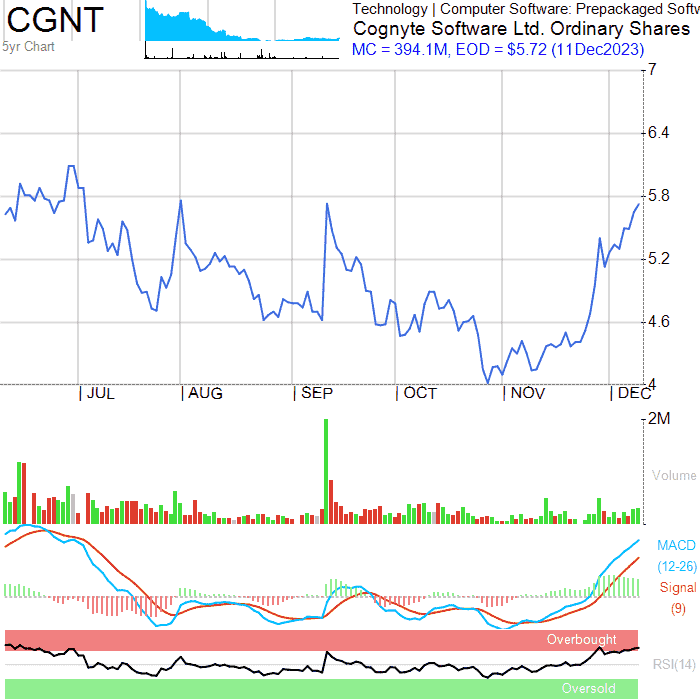 CGNT
5yr Chart
Technology | Computer Software: Prepackaged Softw
Cognyte Software Ltd. Ordinary Shares
MC = 394.1M, EOD = $5.72 (11Dec2023)
7
6.4
5.8
5.2
4.6
4
| JUL
| AUG
| SEP
| OCT
| NOV
| DEC
2M
Volume
MACD
(12-26)
Signal
(9)
Overbought
RSI(14)
Oversold